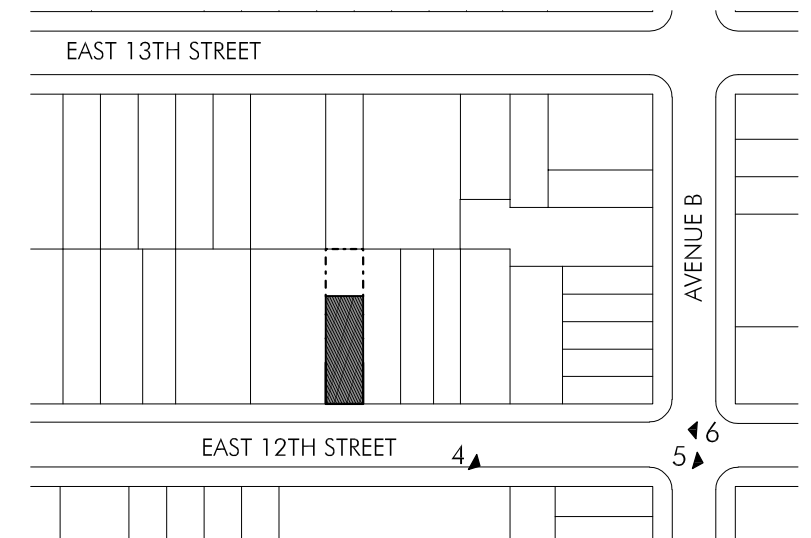 EAST 13TH STREET
AVENUE B
EAST 12TH STREET
4
5
6